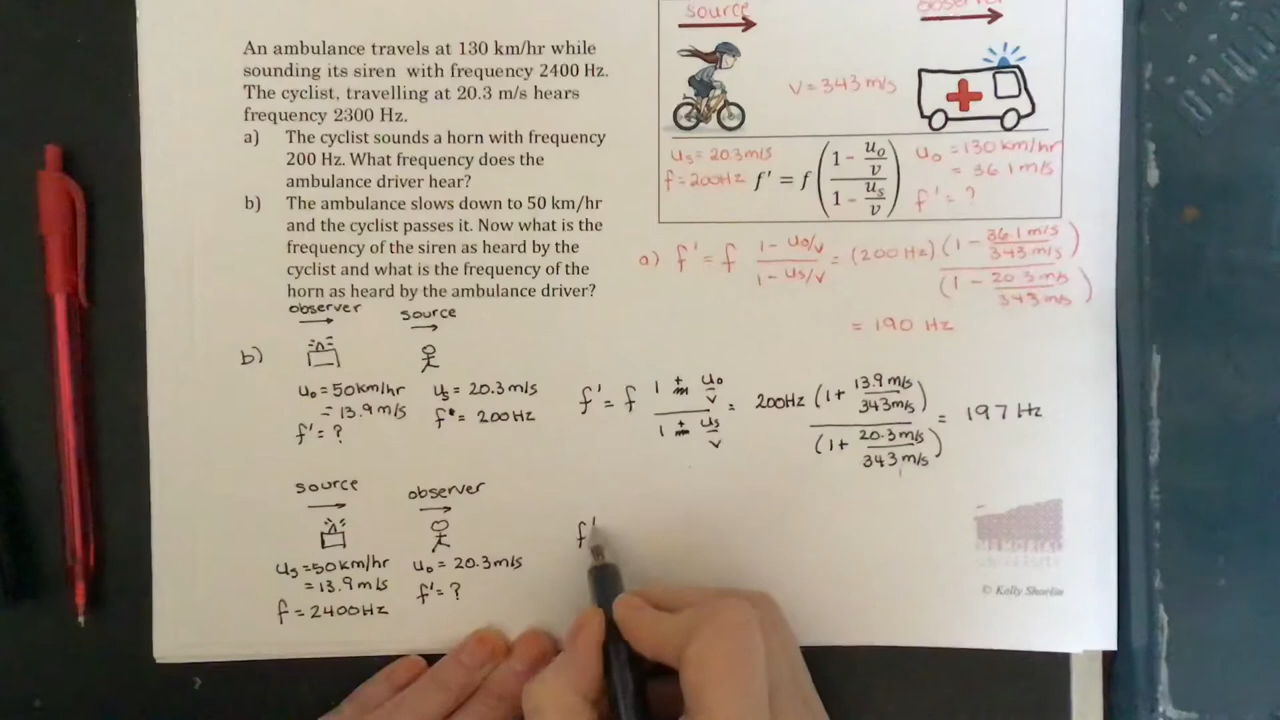 An ambulance travels at 130 km/hr while
sounding its siren with frequency 2400 Hz.
The cyclist, travelling at 20.3 m/s hears
frequency 2300 Hz.
a) The cyclist sounds a horn with frequency
200 Hz. What frequency does the
ambulance driver hear?
b) The ambulance slows down to 50 km/hr
and the cyclist passes it. Now what is the
frequency of the siren as heard by the
cyclist and what is the frequency of the
horn as heard by the ambulance driver?
source
observer
v = 343 m/s
us = 20.3 m/s
f = 200Hz
f' = f ((1 - uo/v) / (1 - us/v))
uo = 130 km/hr
= 36.1 m/s
f' = ?
a) f' = f (1 - uo/v) / (1 - us/v) = (200 Hz) (1 - 36.1 m/s / 343 m/s) / (1 - 20.3 m/s / 343 m/s)
= 190 Hz
b)
observer source
uo = 50 km/hr us = 20.3 m/s
= 13.9 m/s f = 200 Hz
f' = ?
f' = f (1 + uo/v) / (1 + us/v) = 200Hz (1 + 13.9 m/s / 343 m/s) / (1 + 20.3 m/s / 343 m/s) = 197 Hz
source observer
us = 50 km/hr uo = 20.3 m/s
= 13.9 m/s f' = ?
f = 2400 Hz
f'
MEMORIAL
UNIVERSITY
© Kelly Shorlin